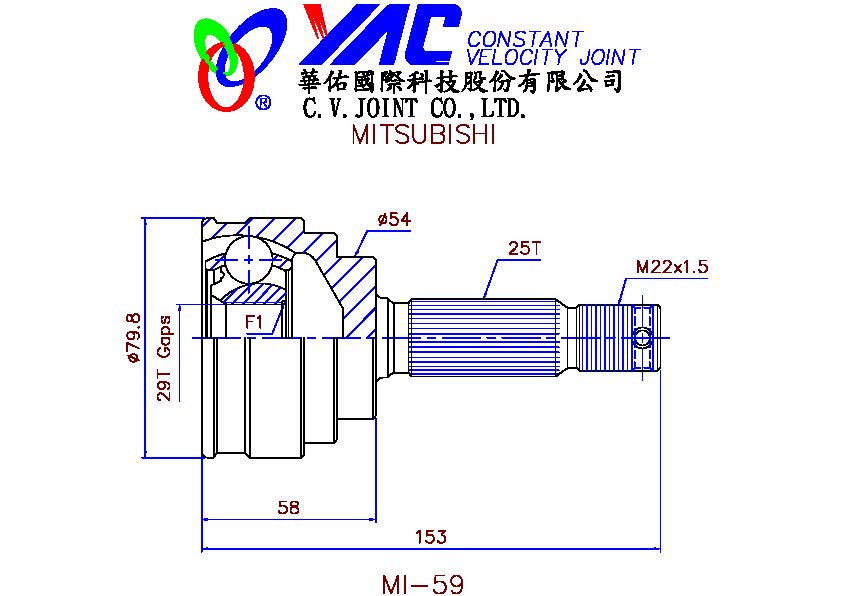 YAC CONSTANT
VELOCITY JOINT
®
華佑國際科技股份有限公司
C.V.JOINT CO.,LTD.
MITSUBISHI
ø54
25T
M22x1.5
F1
ø79.8
29T Gaps
58
153
MI-59